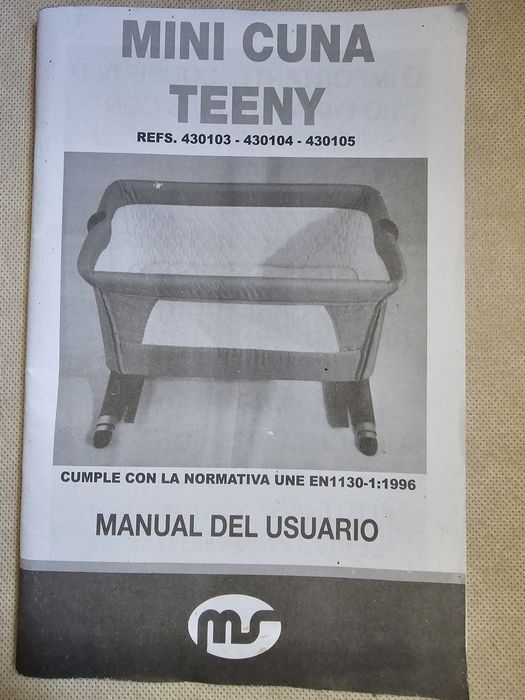 MINI CUNA
TEENY
REFS. 430103 - 430104 - 430105
CUMPLE CON LA NORMATIVA UNE EN1130-1:1996
MANUAL DEL USUARIO
ms